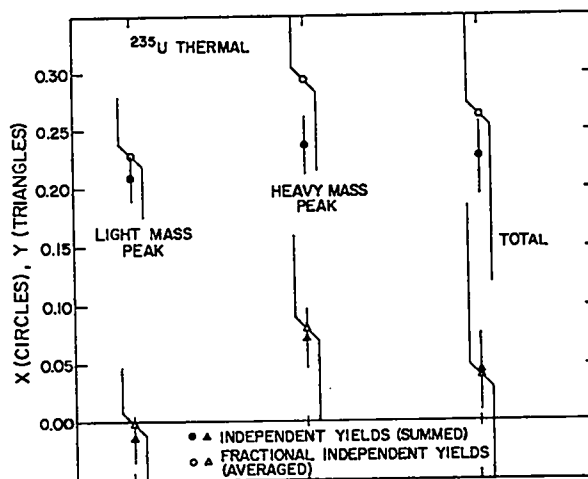 ²³⁵U THERMAL
X (CIRCLES), Y (TRIANGLES)
0.30
0.25
0.20
0.15
0.10
0.05
0.00
LIGHT MASS
PEAK
HEAVY MASS
PEAK
TOTAL
INDEPENDENT YIELDS (SUMMED)
FRACTIONAL INDEPENDENT YIELDS
(AVERAGED)